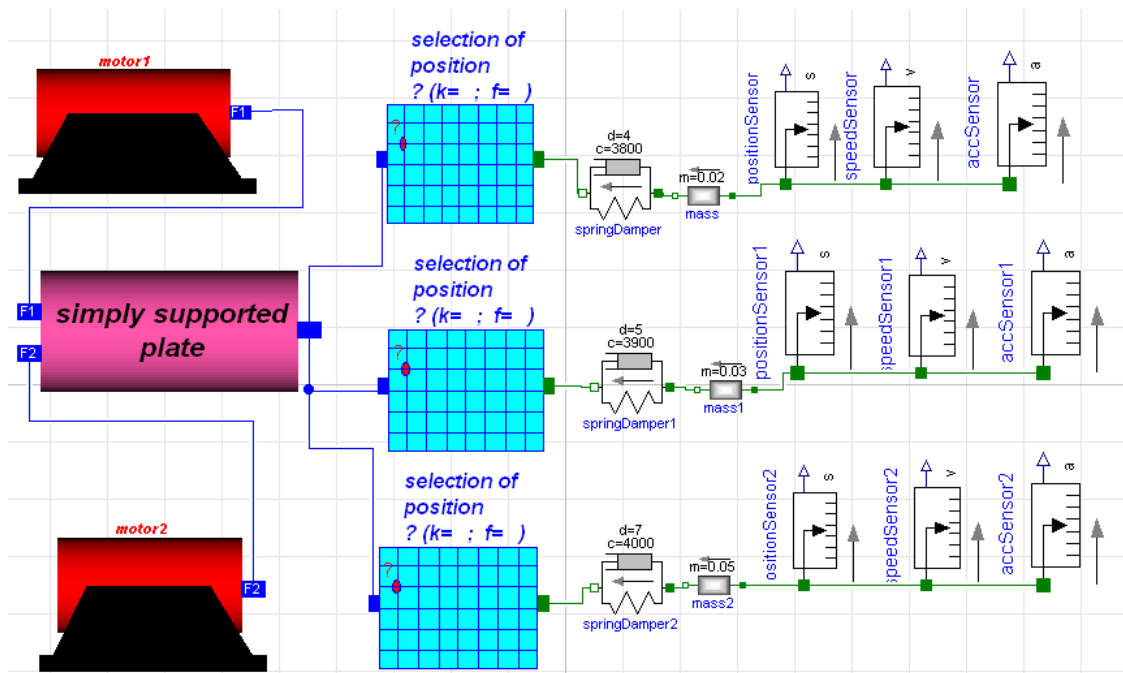 motor1
F1
selection of
position
? (k=  ; f=  )
?
d=4
c=3800
springDamper
m=0.02
mass
positionSensor
s
speedSensor
v
accSensor
a
F1
F2
simply supported
plate
selection of
position
? (k=  ; f=  )
?
d=5
c=3900
springDamper1
m=0.03
mass1
positionSensor1
s
speedSensor1
v
accSensor1
a
motor2
F2
selection of
position
? (k=  ; f=  )
?
d=7
c=4000
springDamper2
m=0.05
mass2
ositionSensor2
s
speedSensor2
v
accSensor2
a